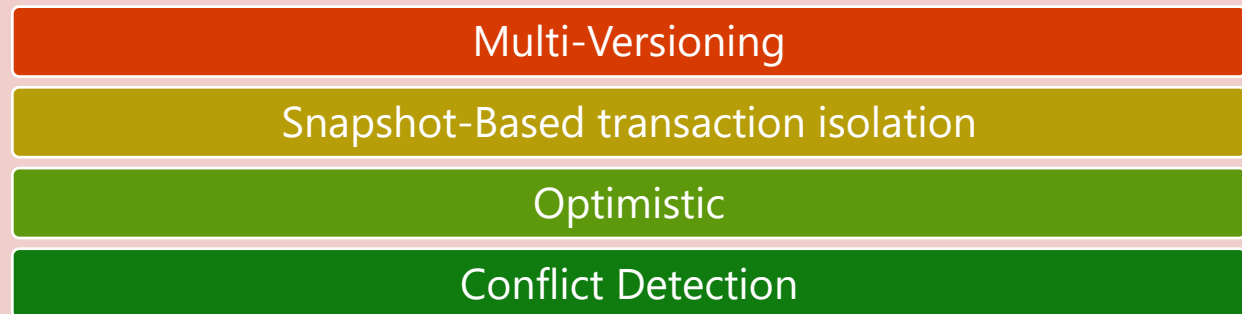 Multi-Versioning
Snapshot-Based transaction isolation
Optimistic
Conflict Detection